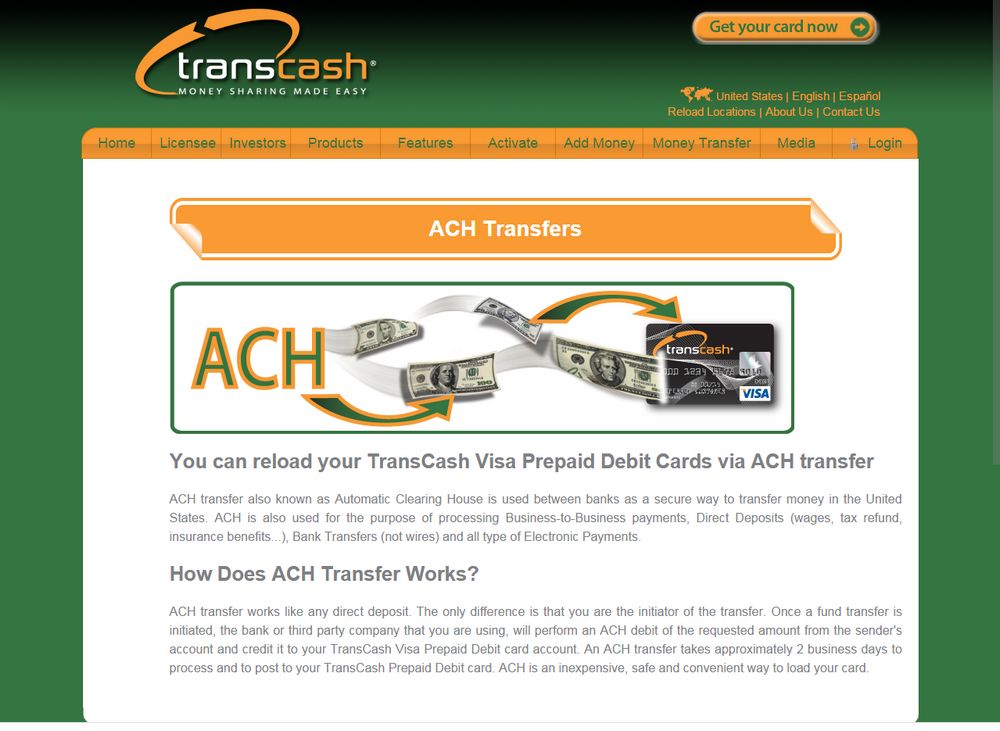 transcash®
MONEY SHARING MADE EASY
Get your card now
United States | English | Español
Reload Locations | About Us | Contact Us
Home Licensee Investors Products Features Activate Add Money Money Transfer Media Login
ACH Transfers
ACH
100
transcash
DEBIT
VISA
You can reload your TransCash Visa Prepaid Debit Cards via ACH transfer
ACH transfer also known as Automatic Clearing House is used between banks as a secure way to transfer money in the United
States. ACH is also used for the purpose of processing Business-to-Business payments, Direct Deposits (wages, tax refund,
insurance benefits...), Bank Transfers (not wires) and all type of Electronic Payments.
How Does ACH Transfer Works?
ACH transfer works like any direct deposit. The only difference is that you are the initiator of the transfer. Once a fund transfer is
initiated, the bank or third party company that you are using, will perform an ACH debit of the requested amount from the sender's
account and credit it to your TransCash Visa Prepaid Debit card account. An ACH transfer takes approximately 2 business days to
process and to post to your TransCash Prepaid Debit card. ACH is an inexpensive, safe and convenient way to load your card.